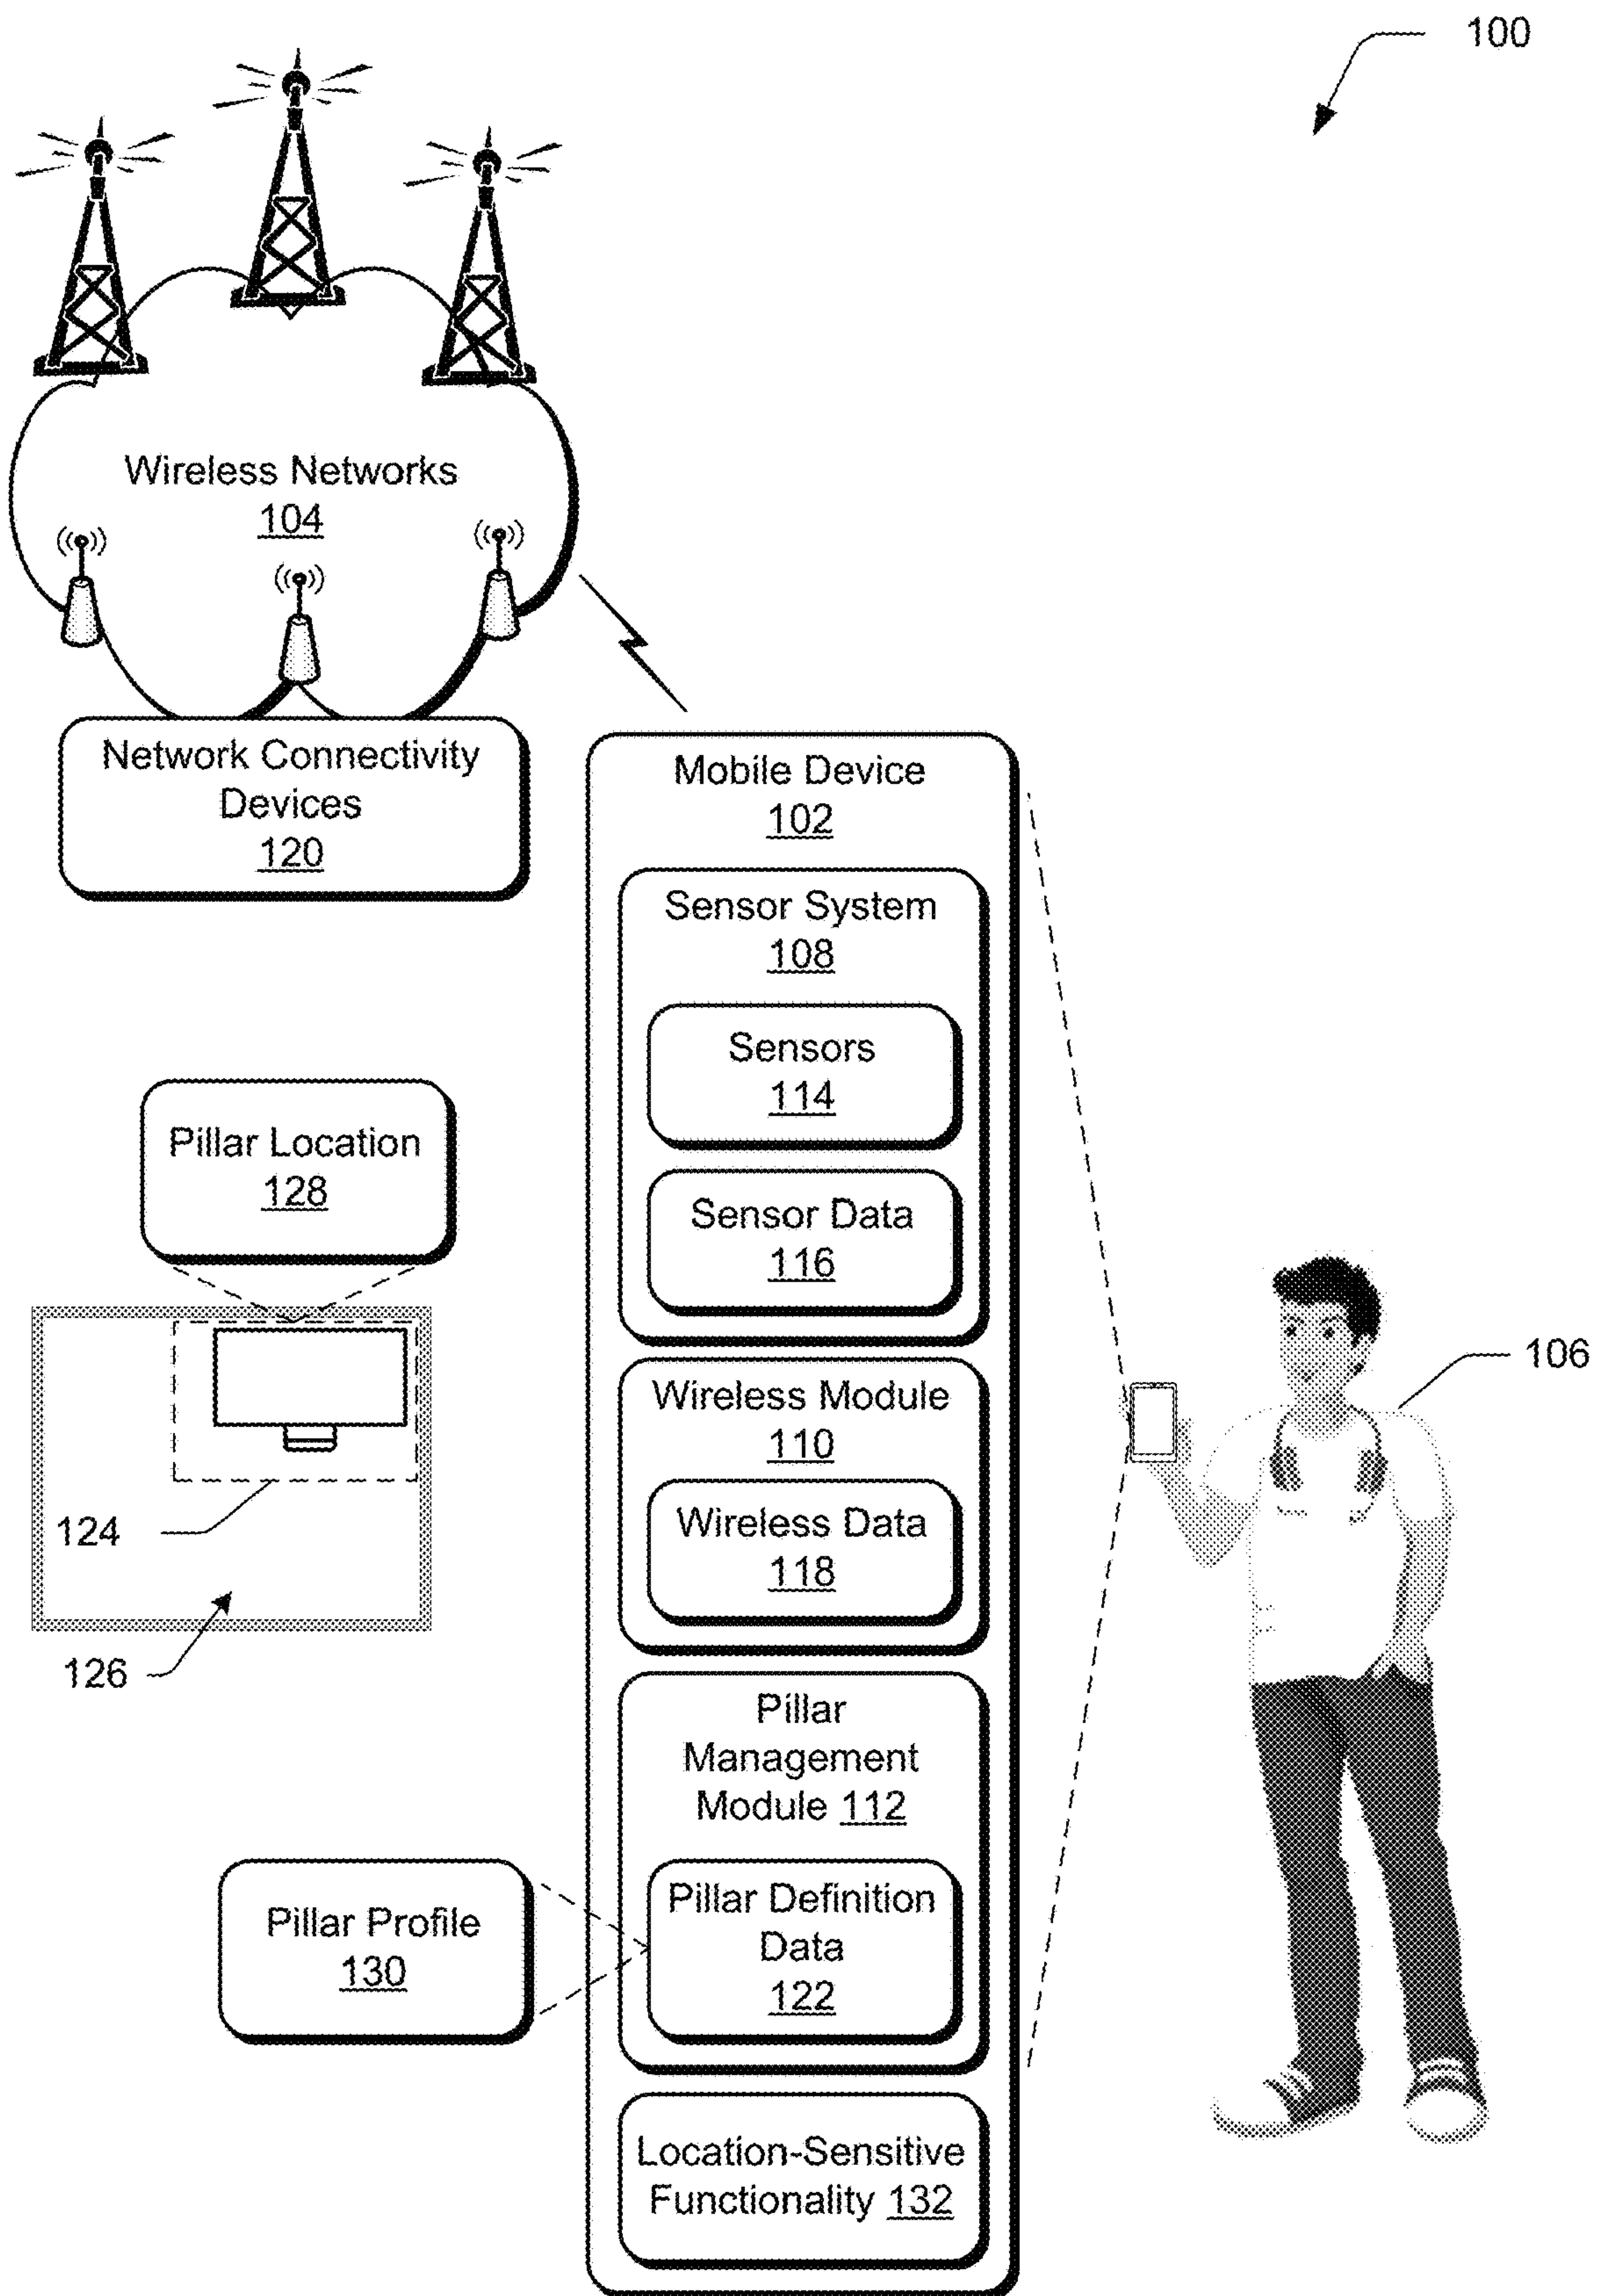 100
Wireless Networks
104
Network Connectivity
Devices
120
Mobile Device
102
Sensor System
108
Sensors
114
Sensor Data
116
Pillar Location
128
124
126
Wireless Module
110
Wireless Data
118
106
Pillar
Management
Module 112
Pillar Definition
Data
122
Pillar Profile
130
Location-Sensitive
Functionality 132